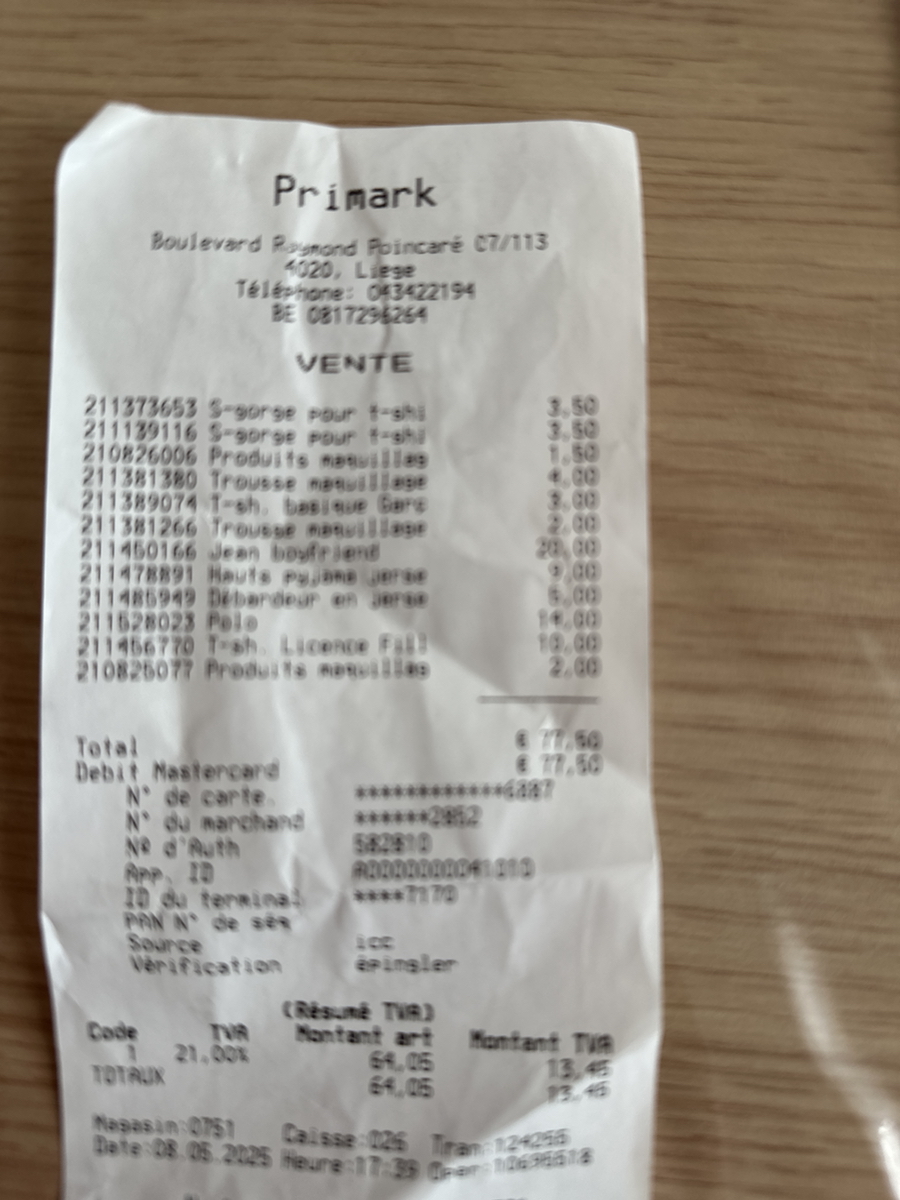 Primark
Boulevard Raymond Poincaré C7/113
4020, Liege
Téléphone: 043422194
BE 0817296264
VENTE
211373653 S-gorge pour t-shi 3,50
211139116 S-gorge pour t-shi 3,50
210826006 Produits maquillag 1,50
211381380 Trousse maquillage 4,00
211389074 T-sh. basique Garc 3,00
211381266 Trousse maquillage 2,00
211460166 Jean boyfriend 20,00
211478891 Hauts pyjama jerse 9,00
211485949 Débardeur en jerse 5,00
211528023 Polo 14,00
211456770 T-sh. Licence Fill 10,00
210825077 Produits maquillag 2,00
Total € 77,50
Debit Mastercard € 77,50
N° de carte. ************6487
N° du marchand ******2852
Nº d'Auth 582810
App. ID A0000000041010
ID du terminal ****7170
PAN N° de séq
Source icc
Vérification épingler
(Résumé TVA)
Code TVA Montant art Montant TVA
1 21.00% 64,05 13,45
TOTAUX 64,05 13,45
Magasin:0751 Caisse:026 Tran:124255
Date:08.05.2025 Heure:17:39 Oper: